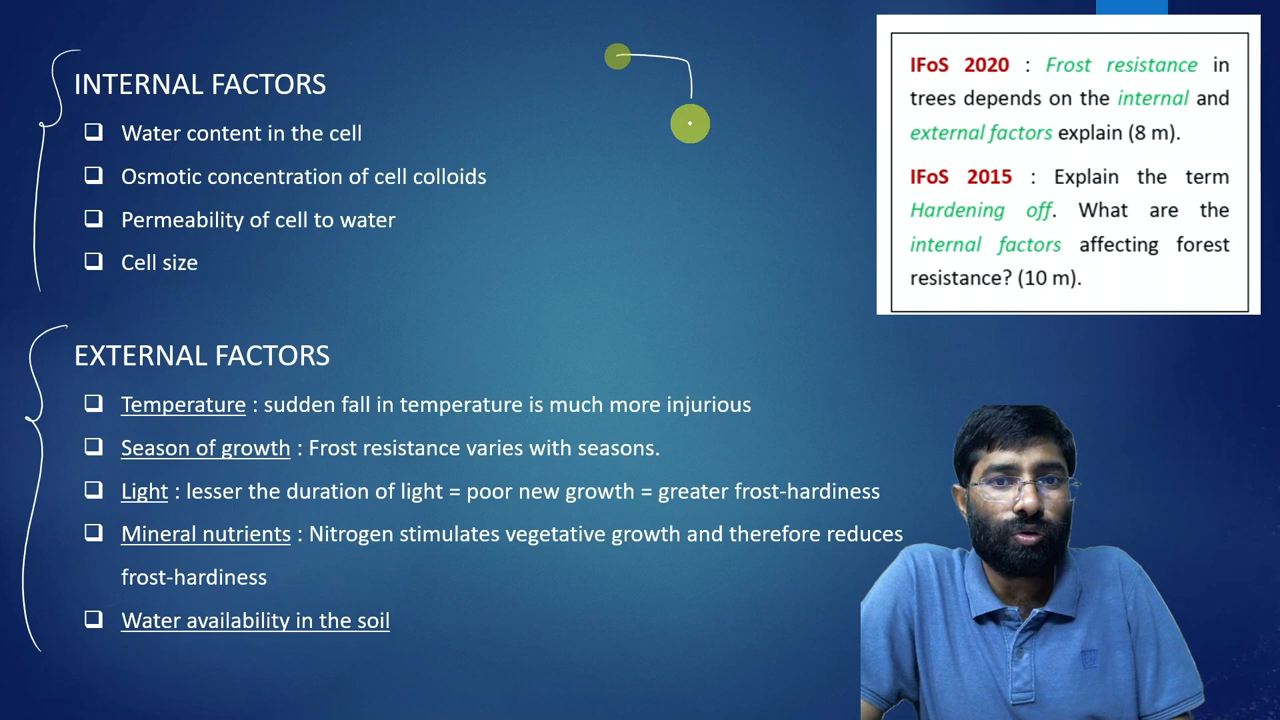 INTERNAL FACTORS
Water content in the cell
Osmotic concentration of cell colloids
Permeability of cell to water
Cell size
EXTERNAL FACTORS
Temperature : sudden fall in temperature is much more injurious
Season of growth : Frost resistance varies with seasons.
Light : lesser the duration of light = poor new growth = greater frost-hardiness
Mineral nutrients : Nitrogen stimulates vegetative growth and therefore reduces
frost-hardiness
Water availability in the soil
IFoS 2020 : Frost resistance in
trees depends on the internal and
external factors explain (8 m).
IFoS 2015 : Explain the term
Hardening off. What are the
internal factors affecting forest
resistance? (10 m).